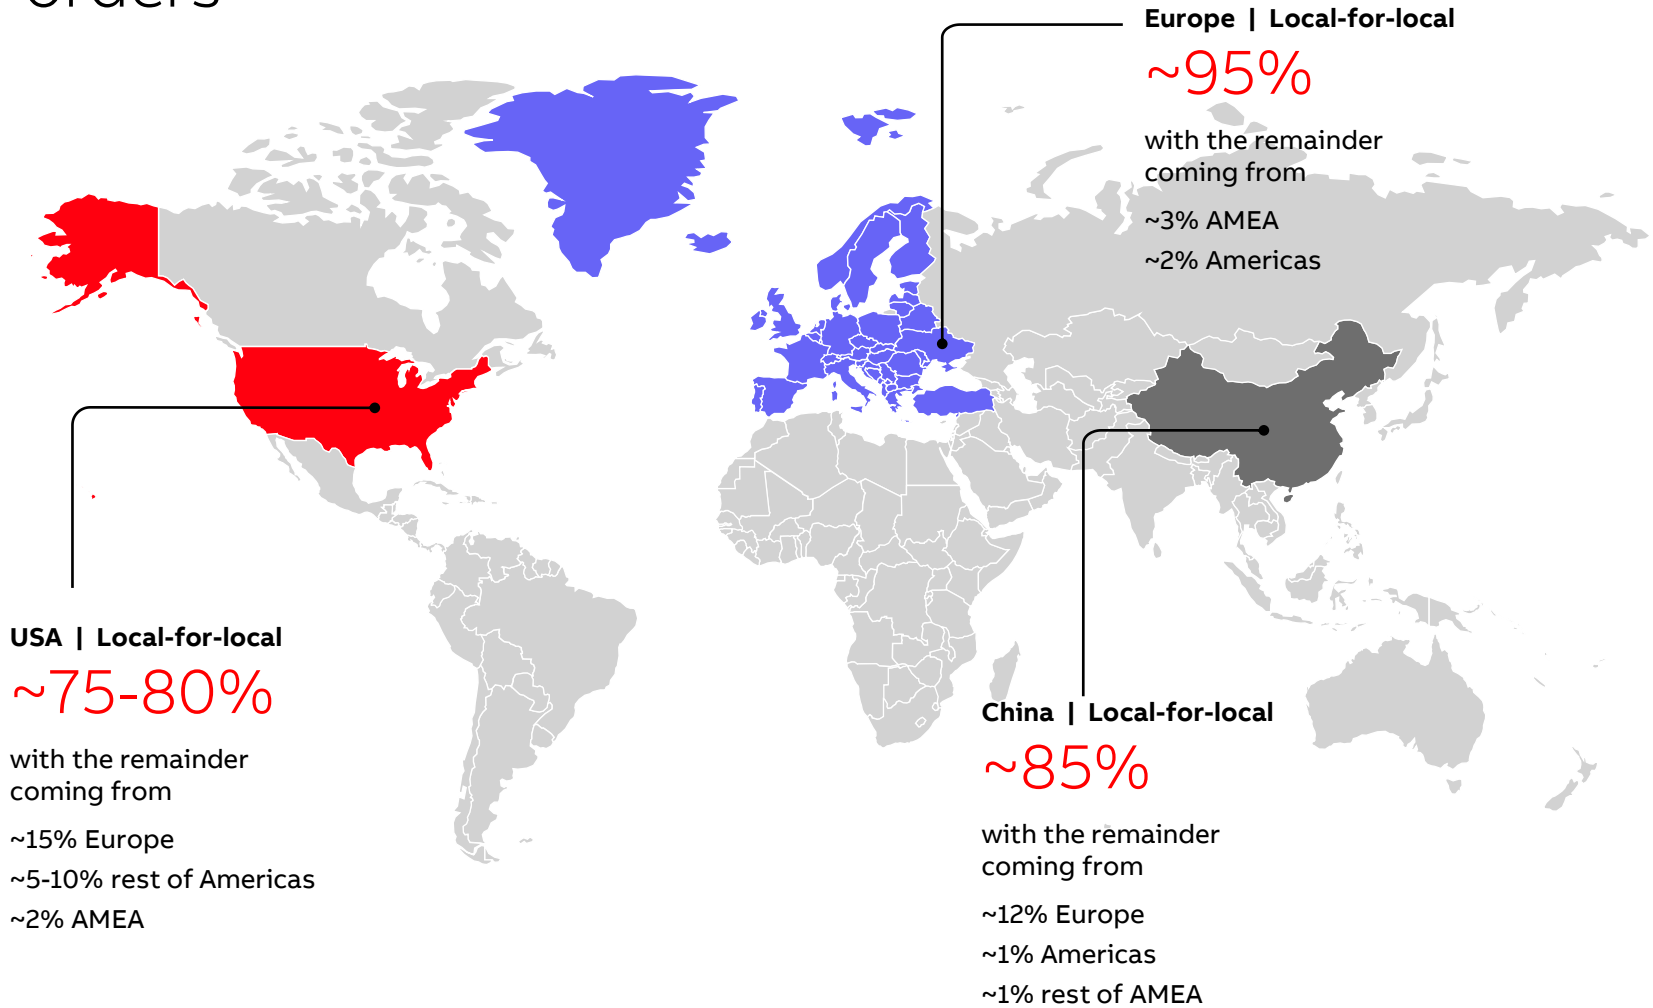 orders
Europe | Local-for-local
~95%
with the remainder
coming from
~3% AMEA
~2% Americas
USA | Local-for-local
~75-80%
with the remainder
coming from
~15% Europe
~5-10% rest of Americas
~2% AMEA
China | Local-for-local
~85%
with the remainder
coming from
~12% Europe
~1% Americas
~1% rest of AMEA